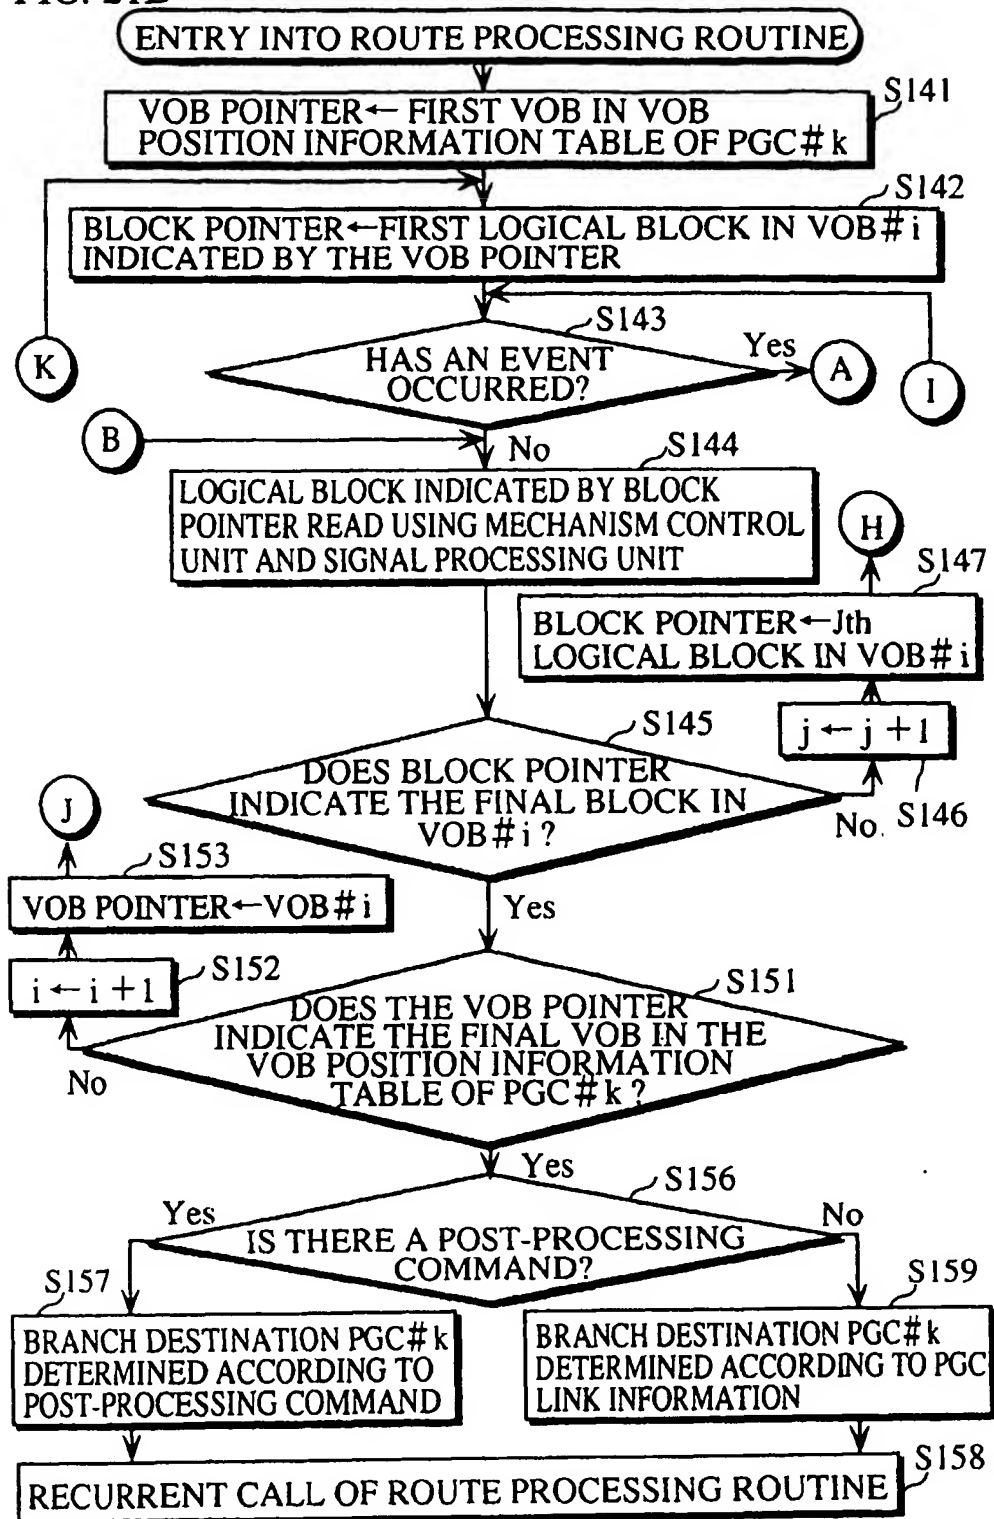 ENTRY INTO ROUTE PROCESSING ROUTINE
S141
VOB POINTER←FIRST VOB IN VOB
POSITION INFORMATION TABLE OF PGC#k
S142
BLOCK POINTER←FIRST LOGICAL BLOCK IN VOB#i
INDICATED BY THE VOB POINTER
S143
HAS AN EVENT
OCCURRED?
Yes
A
K
I
B
No
S144
LOGICAL BLOCK INDICATED BY BLOCK
POINTER READ USING MECHANISM CONTROL
UNIT AND SIGNAL PROCESSING UNIT
H
S147
BLOCK POINTER←Jth
LOGICAL BLOCK IN VOB#i
j←j+1
S146
S145
DOES BLOCK POINTER
INDICATE THE FINAL BLOCK IN
VOB#i?
No
Yes
J
S153
VOB POINTER←VOB#i
S152
i←i+1
No
S151
DOES THE VOB POINTER
INDICATE THE FINAL VOB IN THE
VOB POSITION INFORMATION
TABLE OF PGC#k?
Yes
S156
IS THERE A POST-PROCESSING
COMMAND?
Yes
No
S157
BRANCH DESTINATION PGC#k
DETERMINED ACCORDING TO
POST-PROCESSING COMMAND
S159
BRANCH DESTINATION PGC#k
DETERMINED ACCORDING TO PGC
LINK INFORMATION
S158
RECURRENT CALL OF ROUTE PROCESSING ROUTINE